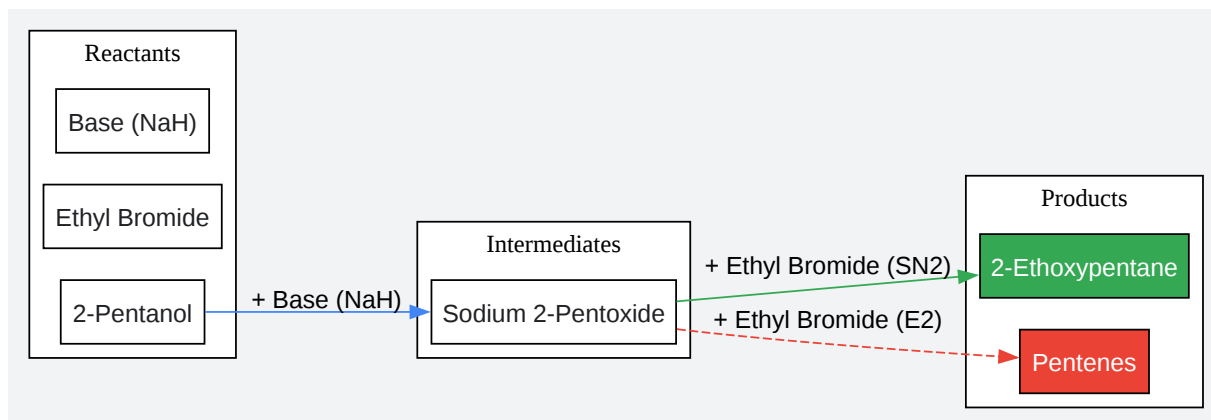 Reactants
Base (NaH)
Ethyl Bromide
2-Pentanol
+ Base (NaH)
Intermediates
Sodium 2-Pentoxide
+ Ethyl Bromide (SN2)
+ Ethyl Bromide (E2)
Products
2-Ethoxypentane
Pentenes